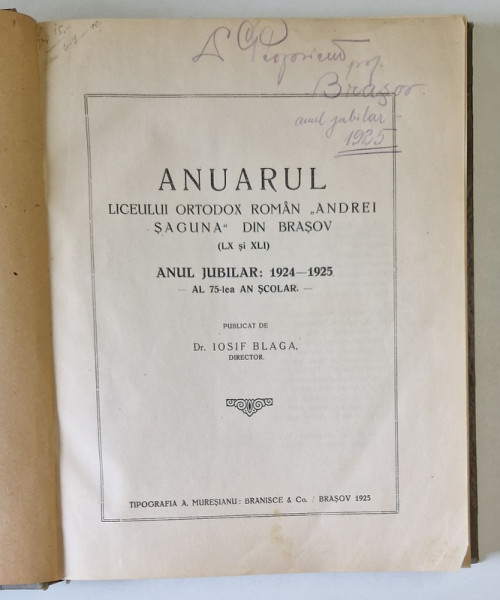 prof.
Brașov.
anul jubilar
1925
ANUARUL
LICEULUI ORTODOX ROMÂN „ANDREI
ȘAGUNA“ DIN BRAȘOV
(LX și XLI)
ANUL JUBILAR: 1924—1925
— AL 75-lea AN ȘCOLAR. —
PUBLICAT DE
Dr. IOSIF BLAGA,
DIRECTOR.
TIPOGRAFIA A. MUREȘIANU: BRANISCE & Co. / BRAȘOV 1925